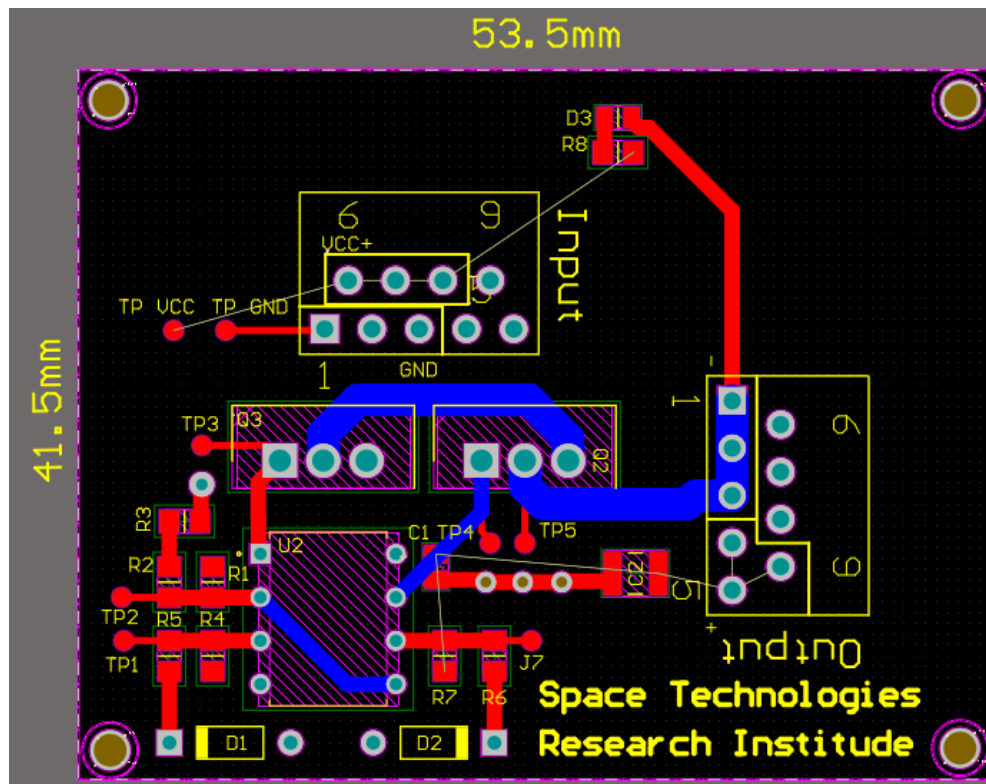 53.5mm
D3
R8
6 9
Input
VCC+
5
TP VCC TP GND
1 GND
41.5mm
-
1 6
TP3 Q3 Q2
R3
C1 TP4 TP5
U2
R2 R1
C2
TP2 R5 R4
5 9
+
TP1 R7 R6 J7
Output
Space Technologies
D1 D2
Research Institude